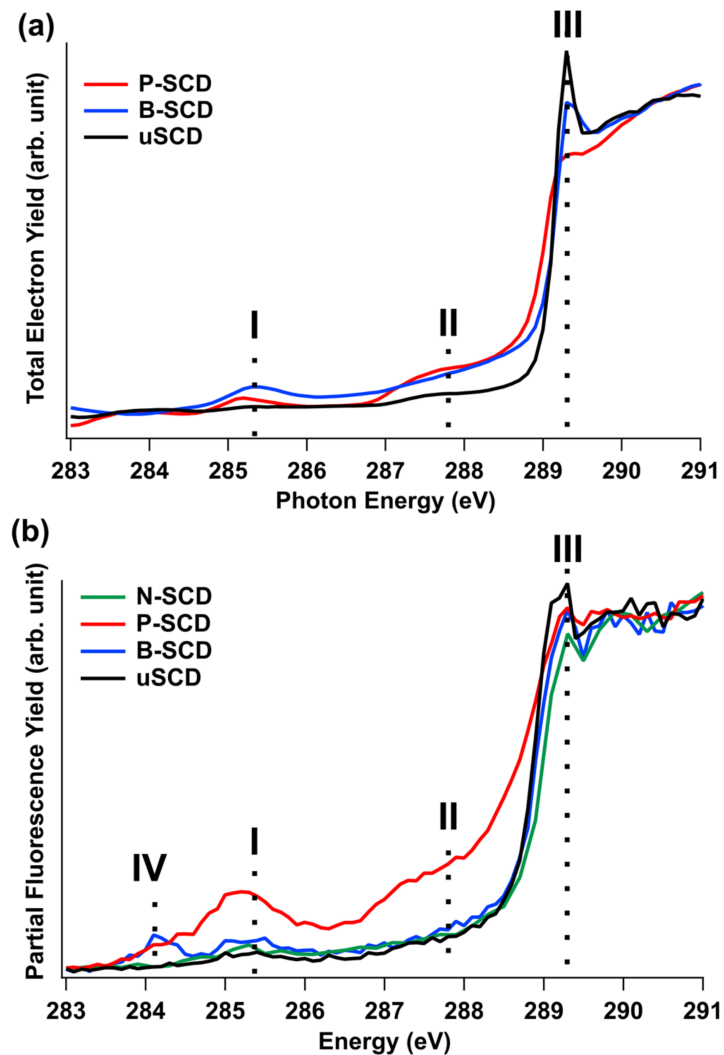 (a)
III
P-SCD
B-SCD
uSCD
I
II
Total Electron Yield (arb. unit)
283 284 285 286 287 288 289 290 291
Photon Energy (eV)
(b)
III
N-SCD
P-SCD
B-SCD
uSCD
IV
I
II
Partial Fluorescence Yield (arb. unit)
283 284 285 286 287 288 289 290 291
Energy (eV)